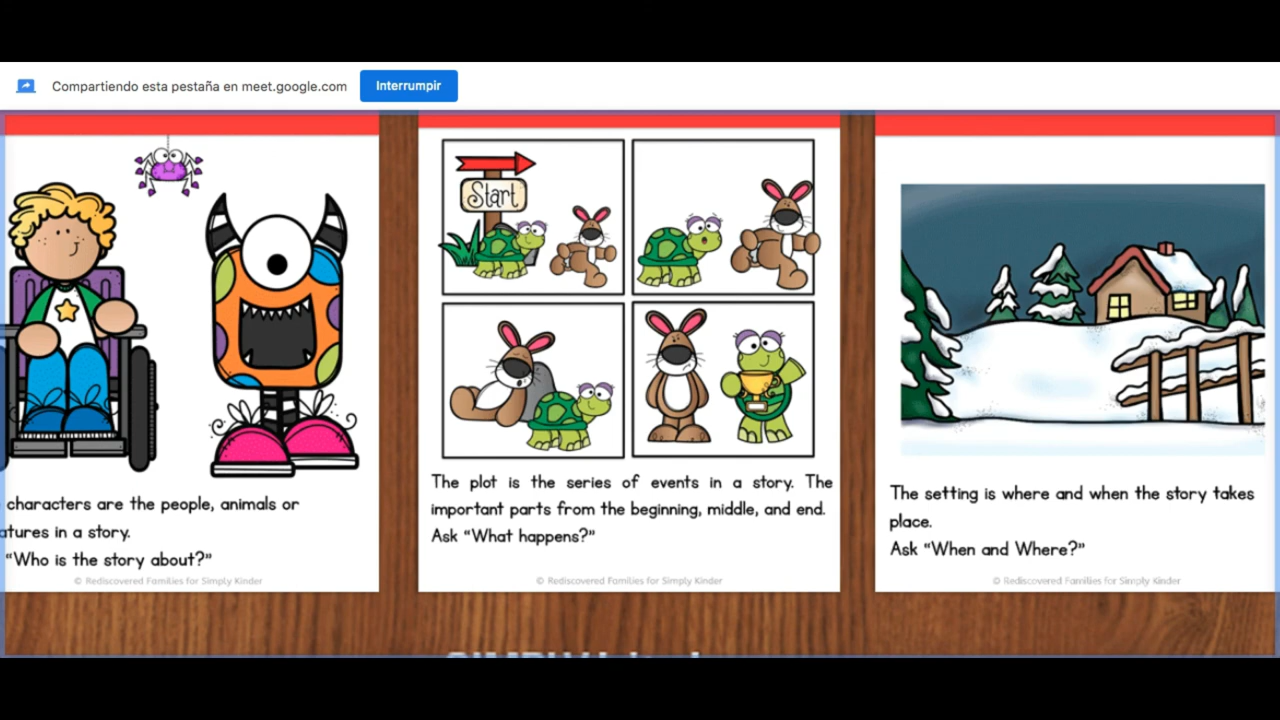 Compartiendo esta pestaña en meet.google.com
Interrumpir
Start
characters are the people, animals or
in a story.
"Who is the story about?"
© Rediscovered Families for Simply Kinder
The plot is the series of events in a story. The
important parts from the beginning, middle, and end.
Ask "What happens?"
© Rediscovered Families for Simply Kinder
The setting is where and when the story takes
place.
Ask "When and Where?"
© Rediscovered Families for Simply Kinder